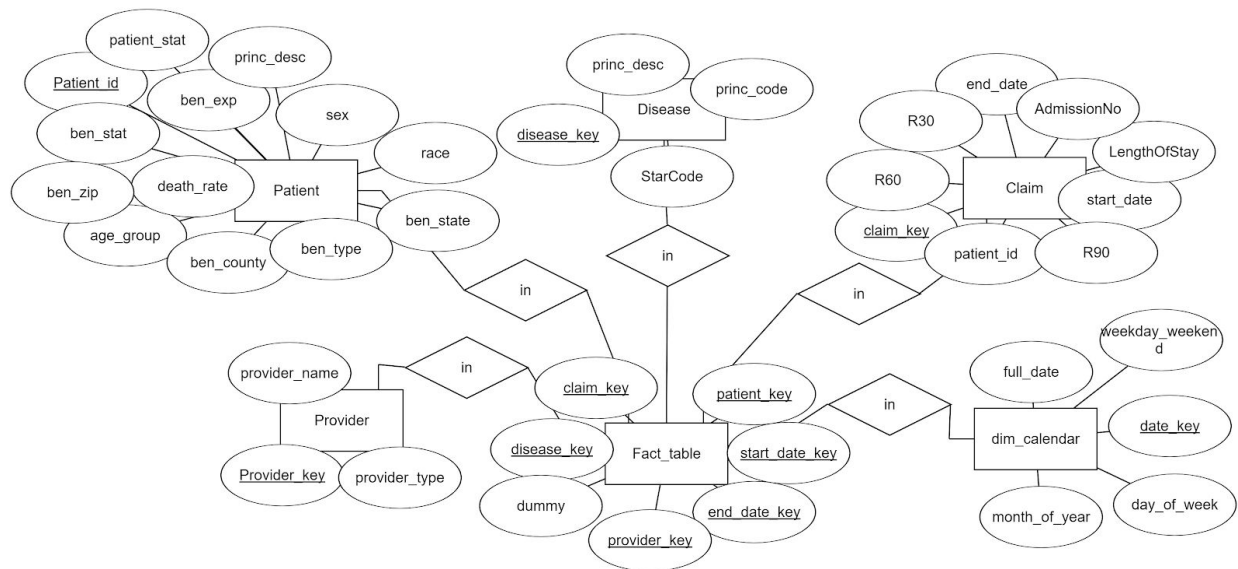 patient_stat
princ_desc
Patient_id
ben_exp
sex
ben_stat
race
ben_zip
death_rate
Patient
ben_state
age_group
ben_county
ben_type
princ_desc
princ_code
Disease
disease_key
StarCode
end_date
AdmissionNo
R30
LengthOfStay
R60
Claim
start_date
claim_key
patient_id
R90
in
in
in
in
in
provider_name
Provider
Provider_key
provider_type
claim_key
patient_key
disease_key
Fact_table
start_date_key
dummy
end_date_key
provider_key
weekday_weeken
d
full_date
date_key
dim_calendar
month_of_year
day_of_week